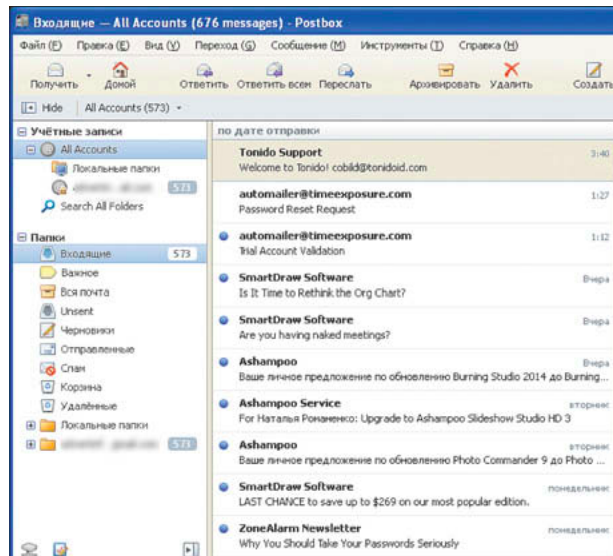 Входящие — All Accounts (676 messages) - Postbox
Файл (F) Правка (E) Вид (V) Переход (G) Сообщение (M) Инструменты (T) Справка (H)
Получить Домой Ответить Ответить всем Переслать Архивировать Удалить Создать
Hide All Accounts (573)
Учётные записи
All Accounts
Локальные папки
573
Search All Folders
Папки
Входящие 573
Важное
Вся почта
Unsent
Черновики
Отправленные
Спам
Корзина
Удалённые
Локальные папки
573
по дате отправки
Tonido Support 3:40
Welcome to Tonido! cobild@tonidoid.com
automailer@timeexposure.com 1:27
Password Reset Request
automailer@timeexposure.com 1:12
Trial Account Validation
SmartDraw Software Вчера
Is It Time to Rethink the Org Chart?
SmartDraw Software Вчера
Are you having naked meetings?
Ashampoo Вчера
Ваше личное предложение по обновлению Burning Studio 2014 до Burning...
Ashampoo Service вторник
For Наталья Романенко: Upgrade to Ashampoo Slideshow Studio HD 3
Ashampoo вторник
Ваше личное предложение по обновлению Photo Commander 9 до Photo ...
SmartDraw Software понедельник
LAST CHANCE to save up to $269 on our most popular edition.
ZoneAlarm Newsletter понедельник
Why You Should Take Your Passwords Seriously